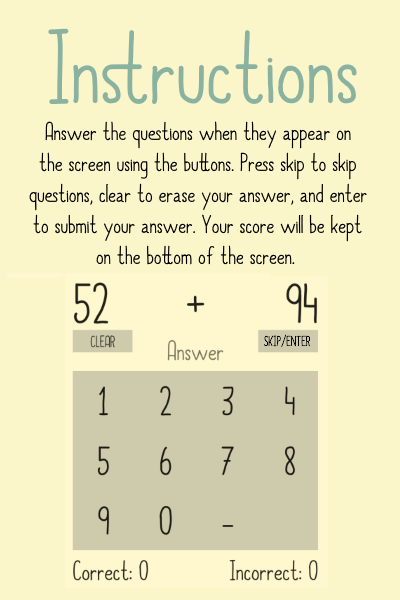 Instructions
Answer the questions when they appear on
the screen using the buttons. Press skip to skip
questions, clear to erase your answer, and enter
to submit your answer. Your score will be kept
on the bottom of the screen.
52 + 94
CLEAR Answer SKIP/ENTER
1 2 3 4
5 6 7 8
9 0 -
Correct: 0 Incorrect: 0